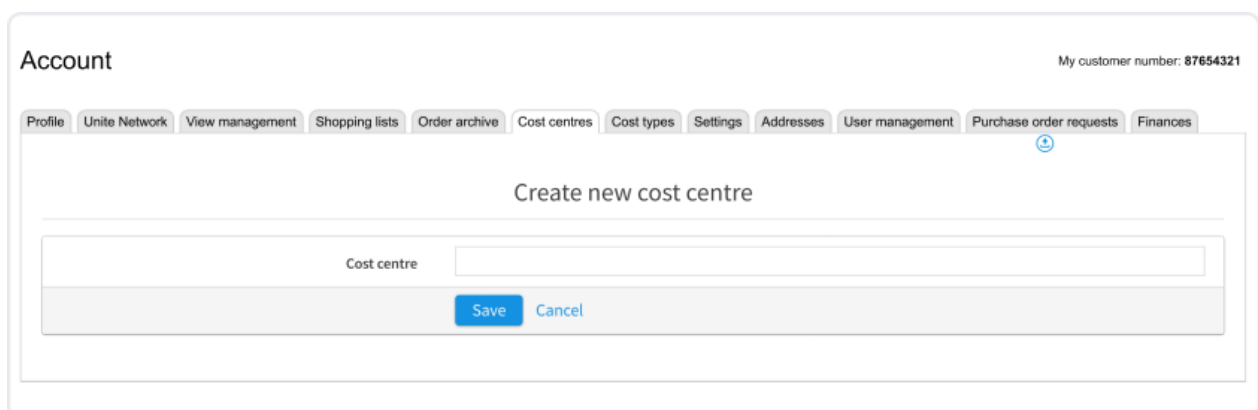 Account
My customer number: 87654321
Profile Unite Network View management Shopping lists Order archive Cost centres Cost types Settings Addresses User management Purchase order requests Finances
Create new cost centre
Cost centre
Save Cancel